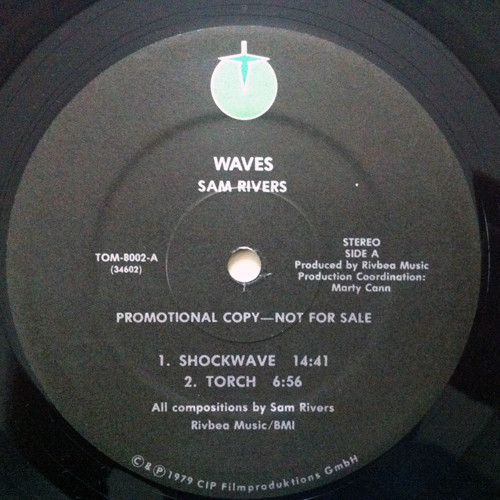 WAVES
SAM RIVERS
TOM-8002-A
(34602)
STEREO
SIDE A
Produced by Rivbea Music
Production Coordination:
Marty Cann
PROMOTIONAL COPY—NOT FOR SALE
1. SHOCKWAVE 14:41
2. TORCH 6:56
All compositions by Sam Rivers
Rivbea Music/BMI
© & ℗ 1979 CIP Filmproduktions GmbH